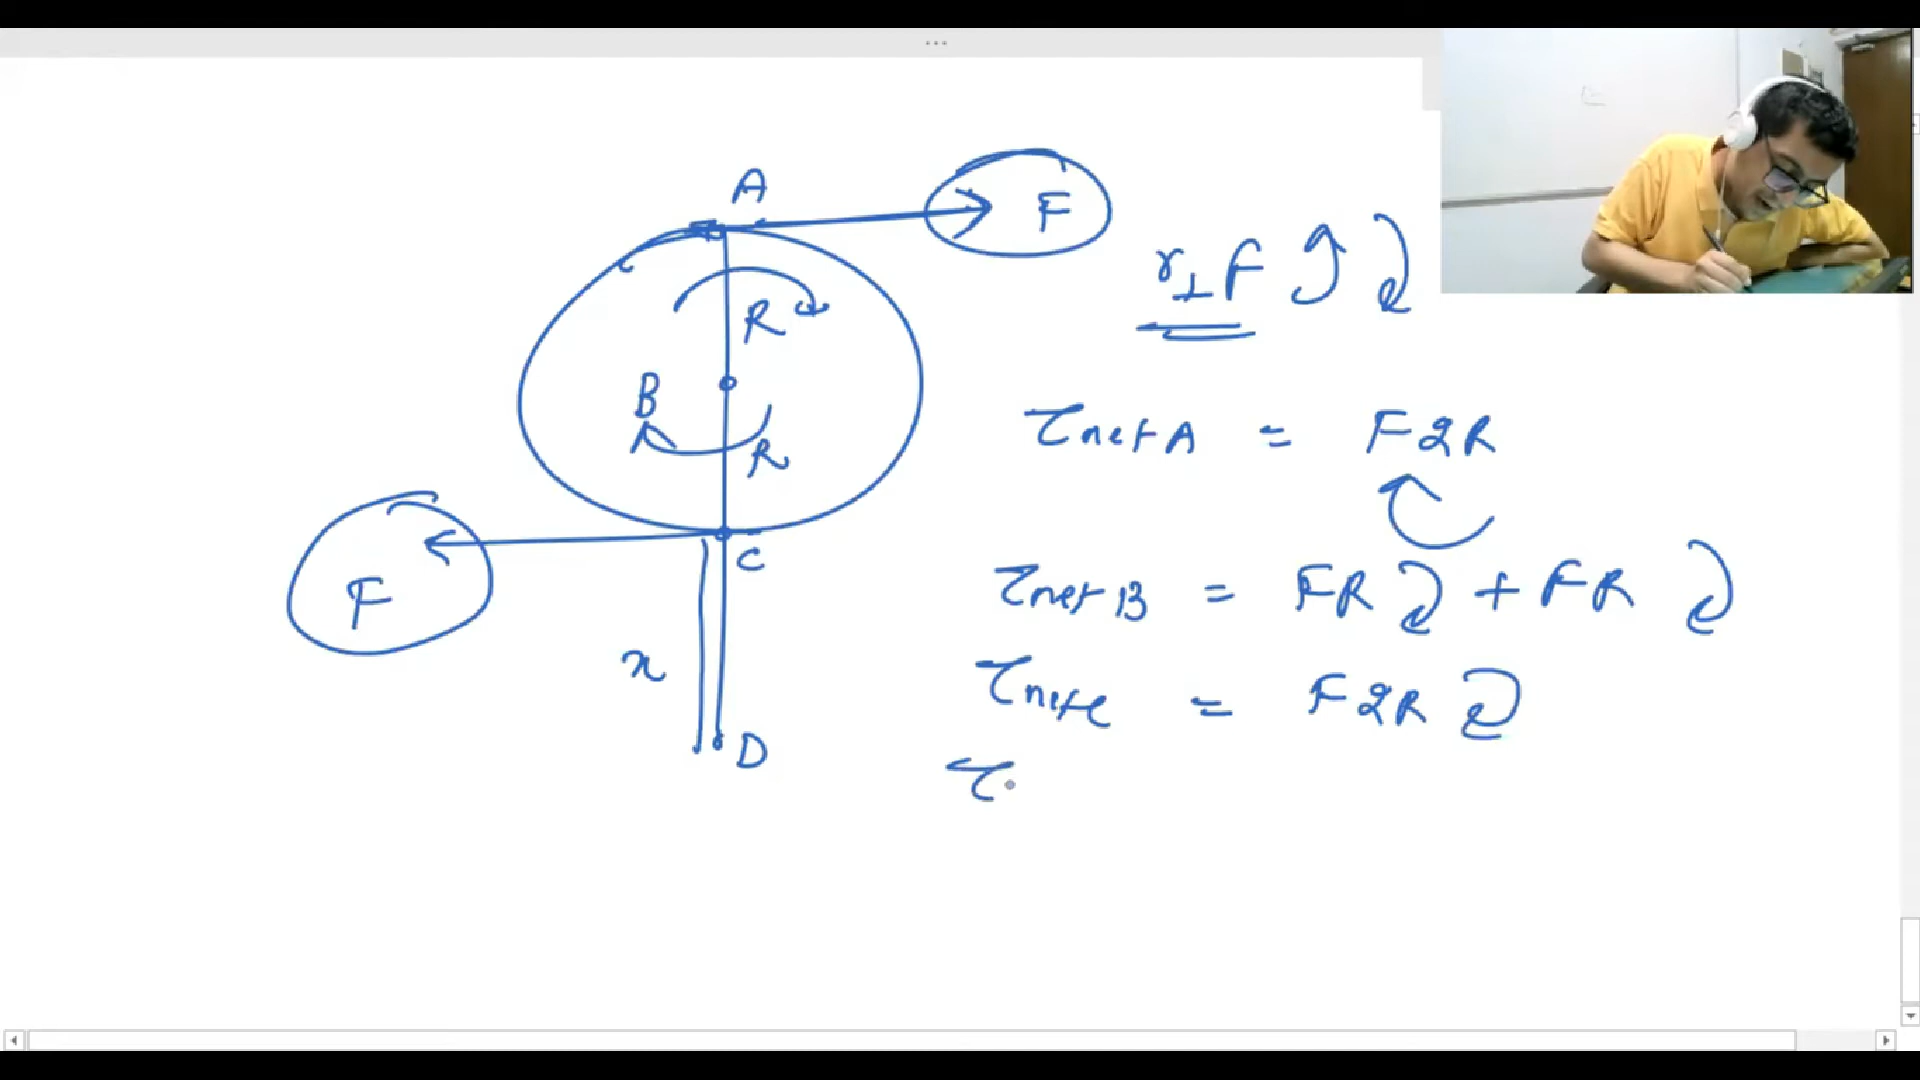 A
F
r⊥F
R
B
R
τnet A = F2R
C
F
τnet B = FR + FR
x
τnet C = F2R
D
τ